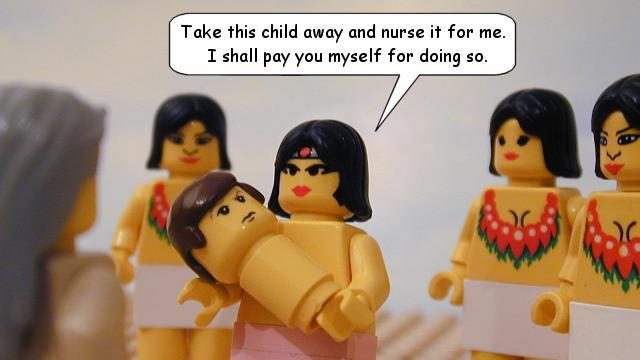 Take this child away and nurse it for me.
I shall pay you myself for doing so.